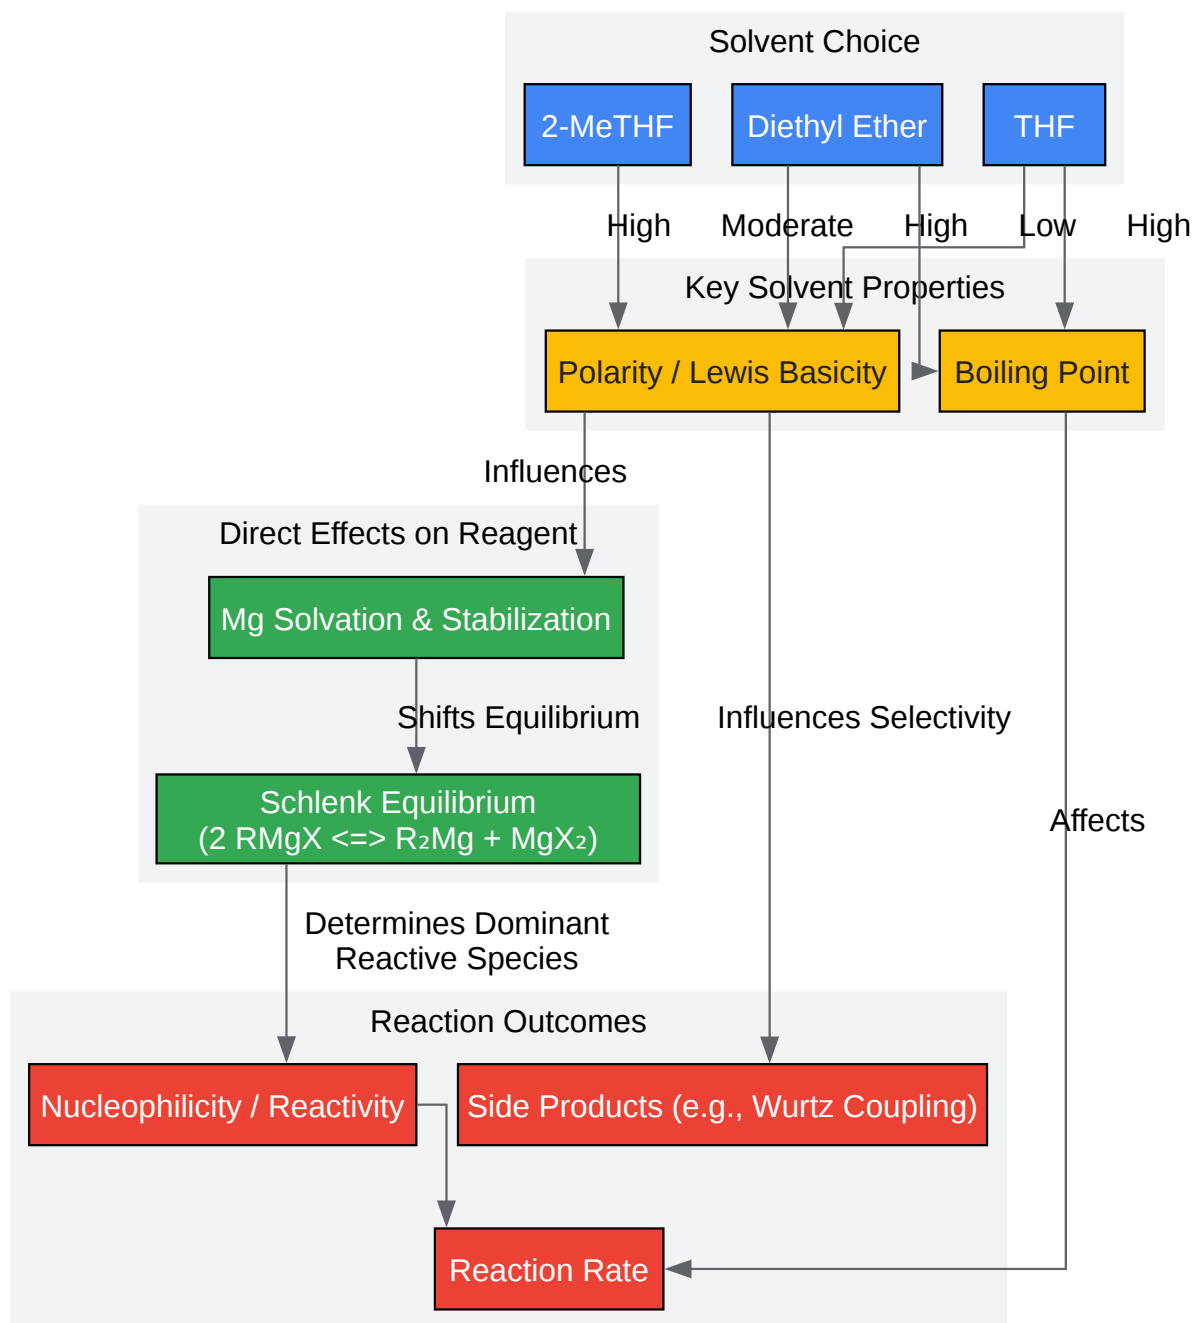 Solvent Choice
2-MeTHF
Diethyl Ether
THF
High
Moderate
High
Low
High
Key Solvent Properties
Polarity / Lewis Basicity
Boiling Point
Influences
Direct Effects on Reagent
Mg Solvation & Stabilization
Shifts Equilibrium
Influences Selectivity
Schlenk Equilibrium
(2 RMgX <=> R₂Mg + MgX₂)
Affects
Determines Dominant
Reactive Species
Reaction Outcomes
Nucleophilicity / Reactivity
Side Products (e.g., Wurtz Coupling)
Reaction Rate